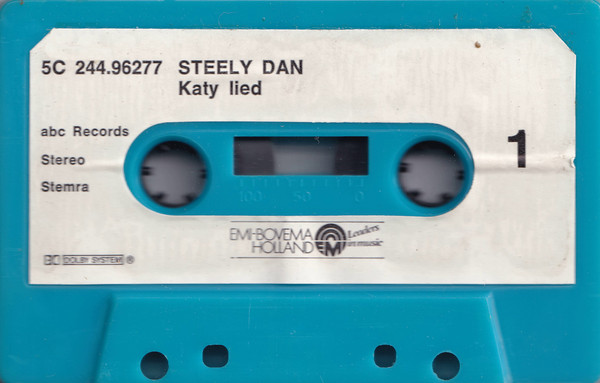 5C 244.96277 STEELY DAN
Katy lied
abc Records
Stereo
Stemra
1
100 50 0
EMI-BOVEMA
HOLLAND
EM
Leaders
in music
DOLBY SYSTEM ®